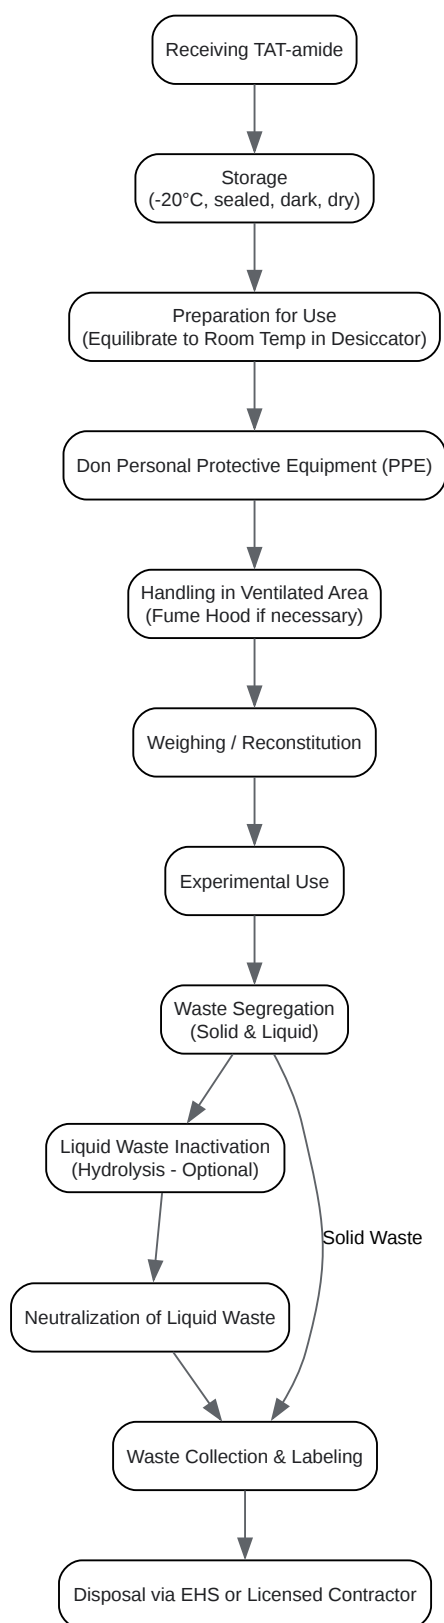 Receiving TAT-amide
Storage
(-20°C, sealed, dark, dry)
Preparation for Use
(Equilibrate to Room Temp in Desiccator)
Don Personal Protective Equipment (PPE)
Handling in Ventilated Area
(Fume Hood if necessary)
Weighing / Reconstitution
Experimental Use
Waste Segregation
(Solid & Liquid)
Liquid Waste Inactivation
(Hydrolysis - Optional)
Solid Waste
Neutralization of Liquid Waste
Waste Collection & Labeling
Disposal via EHS or Licensed Contractor